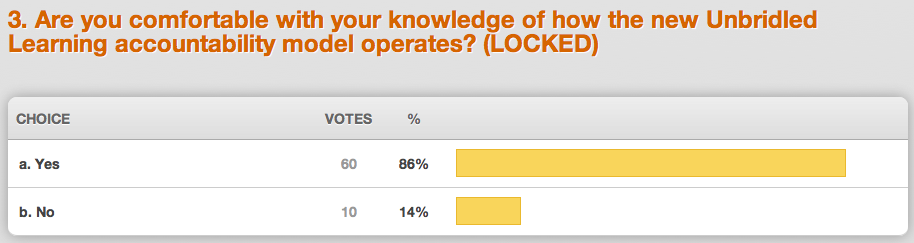 3. Are you comfortable with your knowledge of how the new Unbridled
Learning accountability model operates? (LOCKED)
CHOICE VOTES %
a. Yes 60 86%
b. No 10 14%